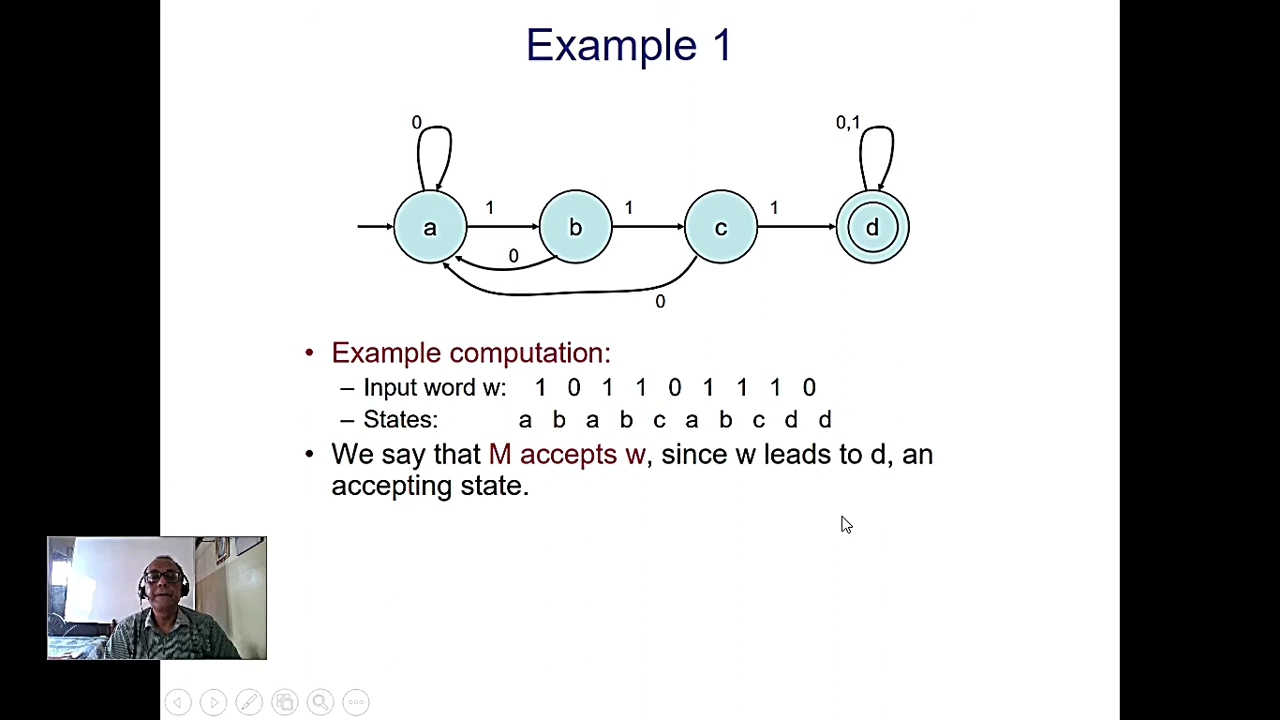 Example 1
0
0,1
1
1
1
a
b
c
d
0
0
• Example computation:
– Input word w: 1 0 1 1 0 1 1 1 0
– States: a b a b c a b c d d
• We say that M accepts w, since w leads to d, an
accepting state.